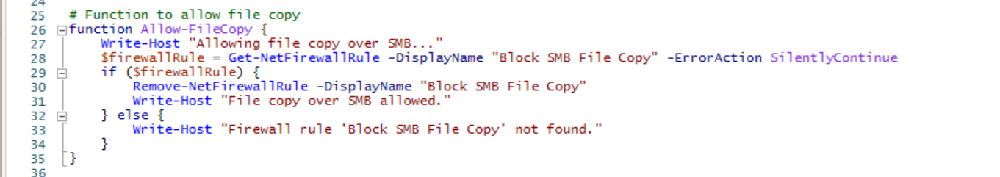 24
25 # Function to allow file copy
26 function Allow-FileCopy {
27 Write-Host "Allowing file copy over SMB..."
28 $firewallRule = Get-NetFirewallRule -DisplayName "Block SMB File Copy" -ErrorAction SilentlyContinue
29 if ($firewallRule) {
30 Remove-NetFirewallRule -DisplayName "Block SMB File Copy"
31 Write-Host "File copy over SMB allowed."
32 } else {
33 Write-Host "Firewall rule 'Block SMB File Copy' not found."
34 }
35 }
36